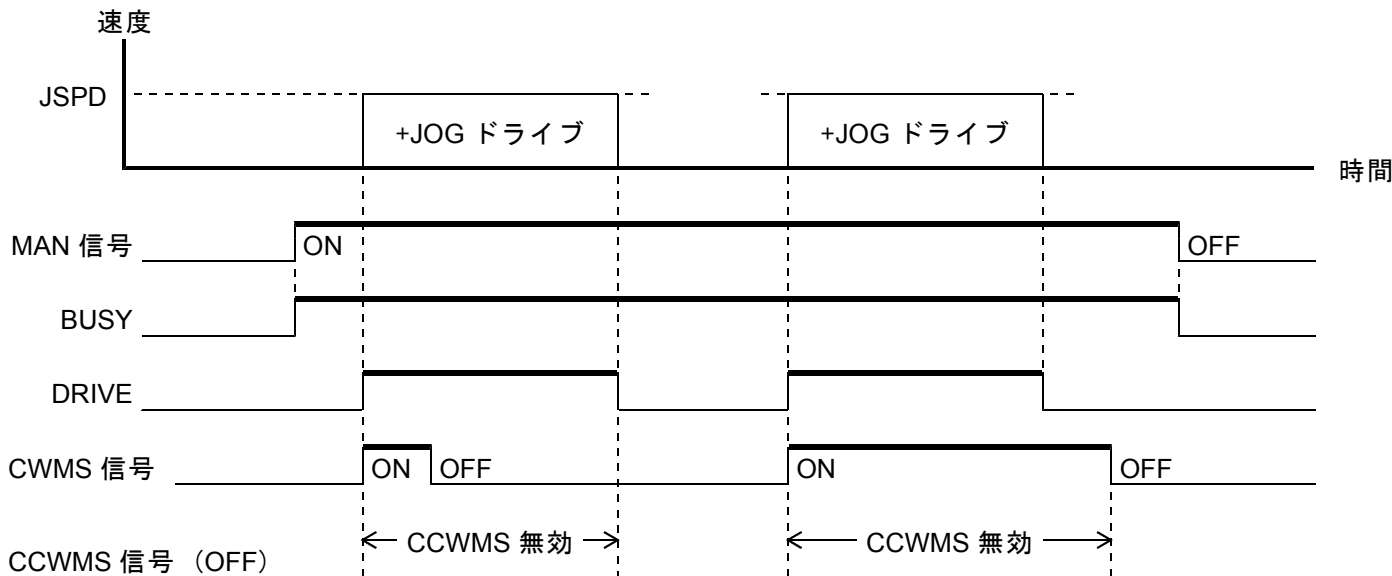 速度
JSPD
+JOG ドライブ
+JOG ドライブ
時間
MAN 信号
ON
OFF
BUSY
DRIVE
CWMS 信号
ON
OFF
ON
OFF
CCWMS 無効
CCWMS 無効
CCWMS 信号 （OFF）